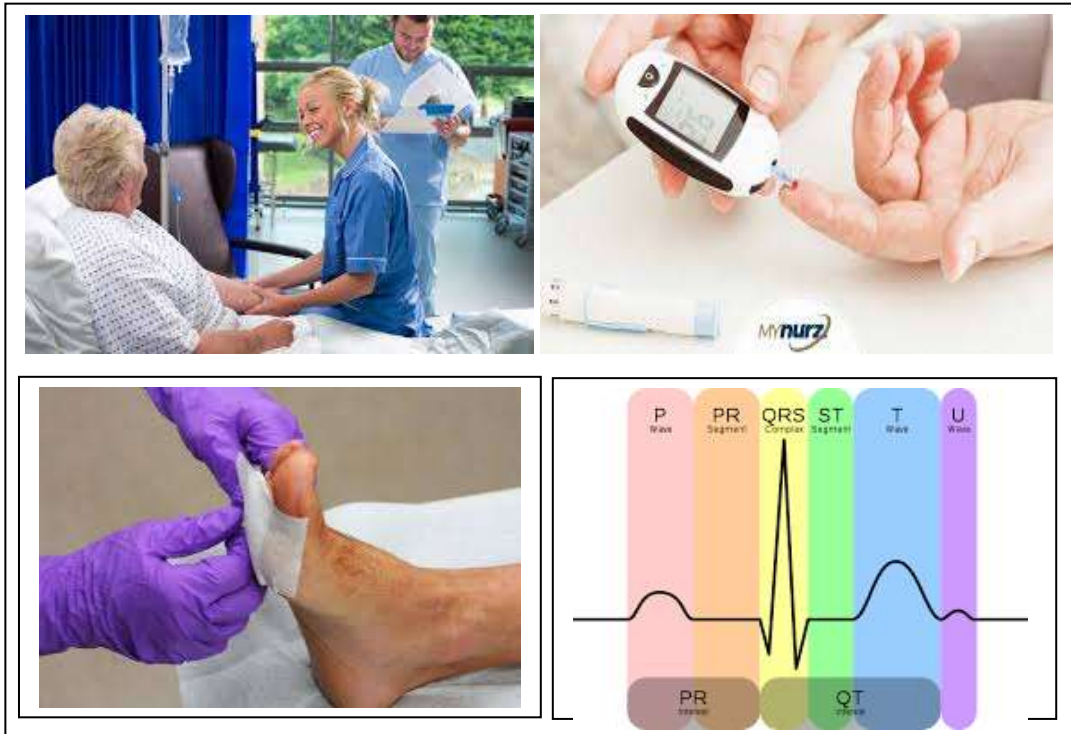 MYnurz
P PR QRS ST T U
Wave Segment Complex Segment Wave Wave
PR QT
Interval Interval